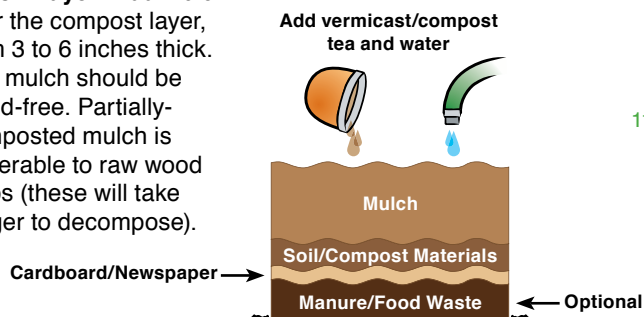 the compost layer,
3 to 6 inches thick.
mulch should be
d-free. Partially-
mposted mulch is
erable to raw wood
s (these will take
ger to decompose).
Add vermicast/compost
tea and water
Mulch
Soil/Compost Materials
Cardboard/Newspaper
Manure/Food Waste
Optional